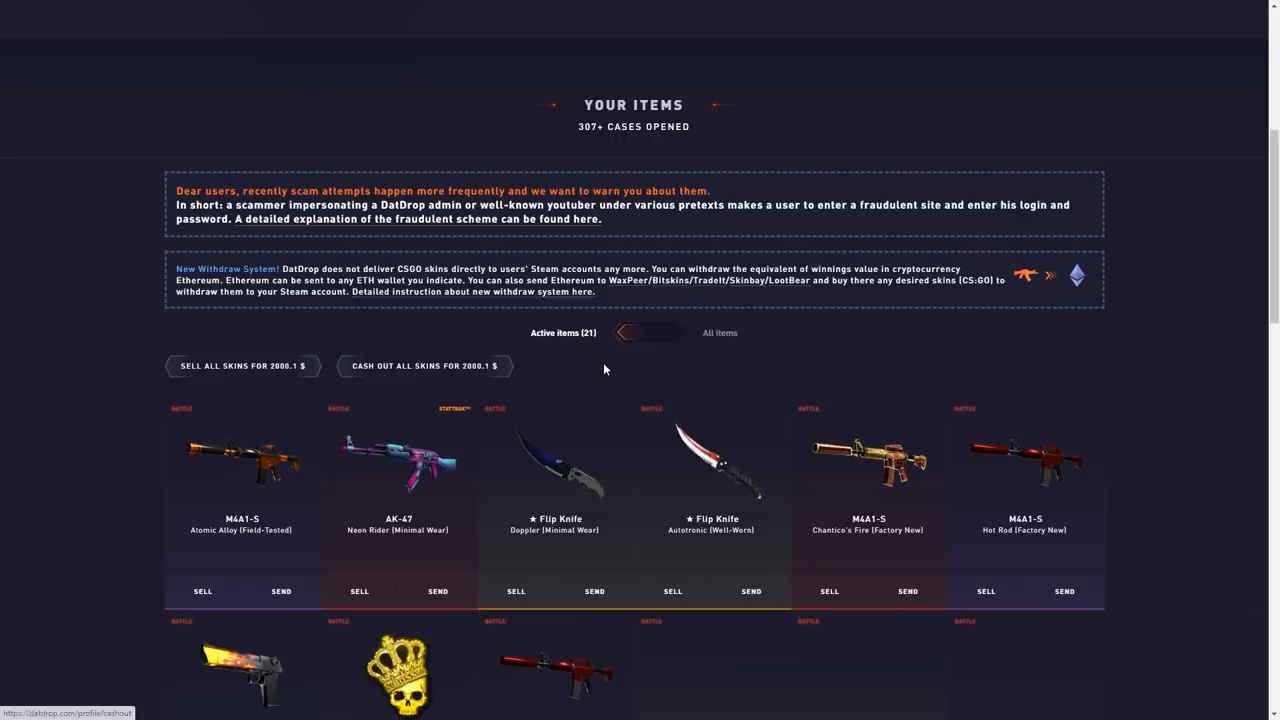 YOUR ITEMS
307+ CASES OPENED
Dear users, recently scam attempts happen more frequently and we want to warn you about them.
In short: a scammer impersonating a DatDrop admin or well-known youtuber under various pretexts makes a user to enter a fraudulent site and enter his login and
password. A detailed explanation of the fraudulent scheme can be found here.
New Withdraw System! DatDrop does not deliver CSGO skins directly to users' Steam accounts any more. You can withdraw the equivalent of winnings value in cryptocurrency
Ethereum. Ethereum can be sent to any ETH wallet you indicate. You can also send Ethereum to WaxPeer/Bitskins/TradeIt/Skinbay/LootBear and buy there any desired skins (CS:GO) to
withdraw them to your Steam account. Detailed instruction about new withdraw system here.
Active items (21) All items
SELL ALL SKINS FOR 2000.1 $ CASH OUT ALL SKINS FOR 2000.1 $
BATTLE BATTLE STATTRAK™ BATTLE BATTLE BATTLE BATTLE
M4A1-S AK-47 ★ Flip Knife ★ Flip Knife M4A1-S M4A1-S
Atomic Alloy (Field-Tested) Neon Rider (Minimal Wear) Doppler (Minimal Wear) Autotronic (Well-Worn) Chantico's Fire (Factory New) Hot Rod (Factory New)
SELL SEND SELL SEND SELL SEND SELL SEND SELL SEND SELL SEND
BATTLE BATTLE BATTLE BATTLE BATTLE BATTLE
https://datdrop.com/profile/cashout